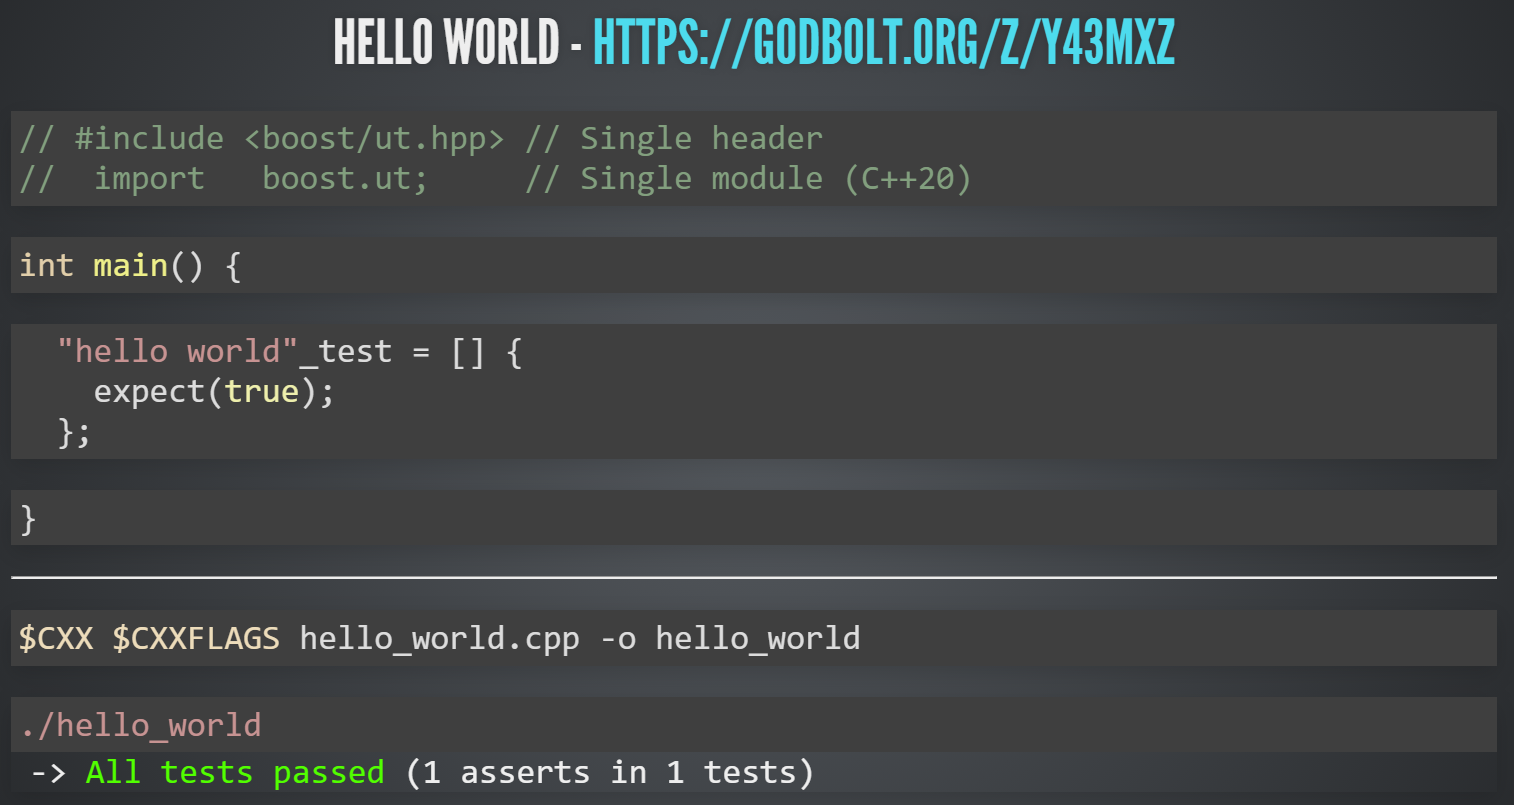 HELLO WORLD - HTTPS://GODBOLT.ORG/Z/Y43MXZ
// #include <boost/ut.hpp> // Single header
//  import   boost.ut;     // Single module (C++20)
int main() {
  "hello world"_test = [] {
    expect(true);
  };
}
$CXX $CXXFLAGS hello_world.cpp -o hello_world
./hello_world
-> All tests passed (1 asserts in 1 tests)